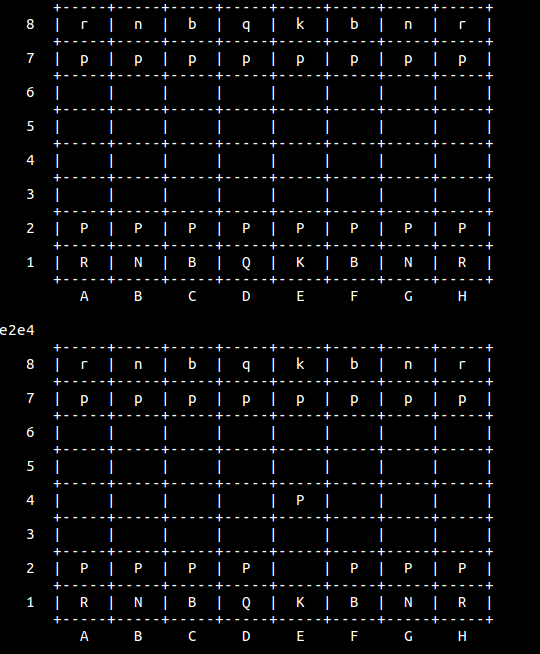 +-----+-----+-----+-----+-----+-----+-----+-----+
8 | r | n | b | q | k | b | n | r |
+-----+-----+-----+-----+-----+-----+-----+-----+
7 | p | p | p | p | p | p | p | p |
+-----+-----+-----+-----+-----+-----+-----+-----+
6 | | | | | | | | |
+-----+-----+-----+-----+-----+-----+-----+-----+
5 | | | | | | | | |
+-----+-----+-----+-----+-----+-----+-----+-----+
4 | | | | | | | | |
+-----+-----+-----+-----+-----+-----+-----+-----+
3 | | | | | | | | |
+-----+-----+-----+-----+-----+-----+-----+-----+
2 | P | P | P | P | P | P | P | P |
+-----+-----+-----+-----+-----+-----+-----+-----+
1 | R | N | B | Q | K | B | N | R |
+-----+-----+-----+-----+-----+-----+-----+-----+
A B C D E F G H
e2e4
+-----+-----+-----+-----+-----+-----+-----+-----+
8 | r | n | b | q | k | b | n | r |
+-----+-----+-----+-----+-----+-----+-----+-----+
7 | p | p | p | p | p | p | p | p |
+-----+-----+-----+-----+-----+-----+-----+-----+
6 | | | | | | | | |
+-----+-----+-----+-----+-----+-----+-----+-----+
5 | | | | | | | | |
+-----+-----+-----+-----+-----+-----+-----+-----+
4 | | | | | P | | | |
+-----+-----+-----+-----+-----+-----+-----+-----+
3 | | | | | | | | |
+-----+-----+-----+-----+-----+-----+-----+-----+
2 | P | P | P | P | | P | P | P |
+-----+-----+-----+-----+-----+-----+-----+-----+
1 | R | N | B | Q | K | B | N | R |
+-----+-----+-----+-----+-----+-----+-----+-----+
A B C D E F G H